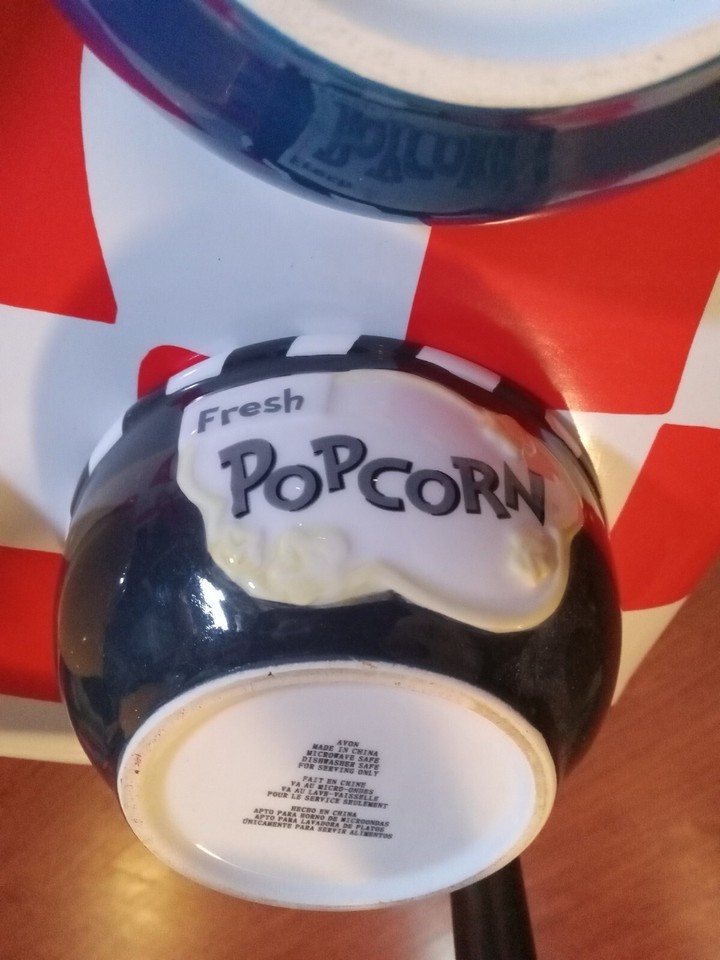 Fresh
POPCORN
AVON
MADE IN CHINA
MICROWAVE SAFE
DISHWASHER SAFE
FOR SERVING ONLY
FAIT EN CHINE
VA AU MICRO-ONDES
VA AU LAVE-VAISSELLE
POUR LE SERVICE SEULEMENT
HECHO EN CHINA
APTO PARA HORNO DE MICROONDAS
APTO PARA LAVADORA DE PLATOS
ÚNICAMENTE PARA SERVIR ALIMENTOS